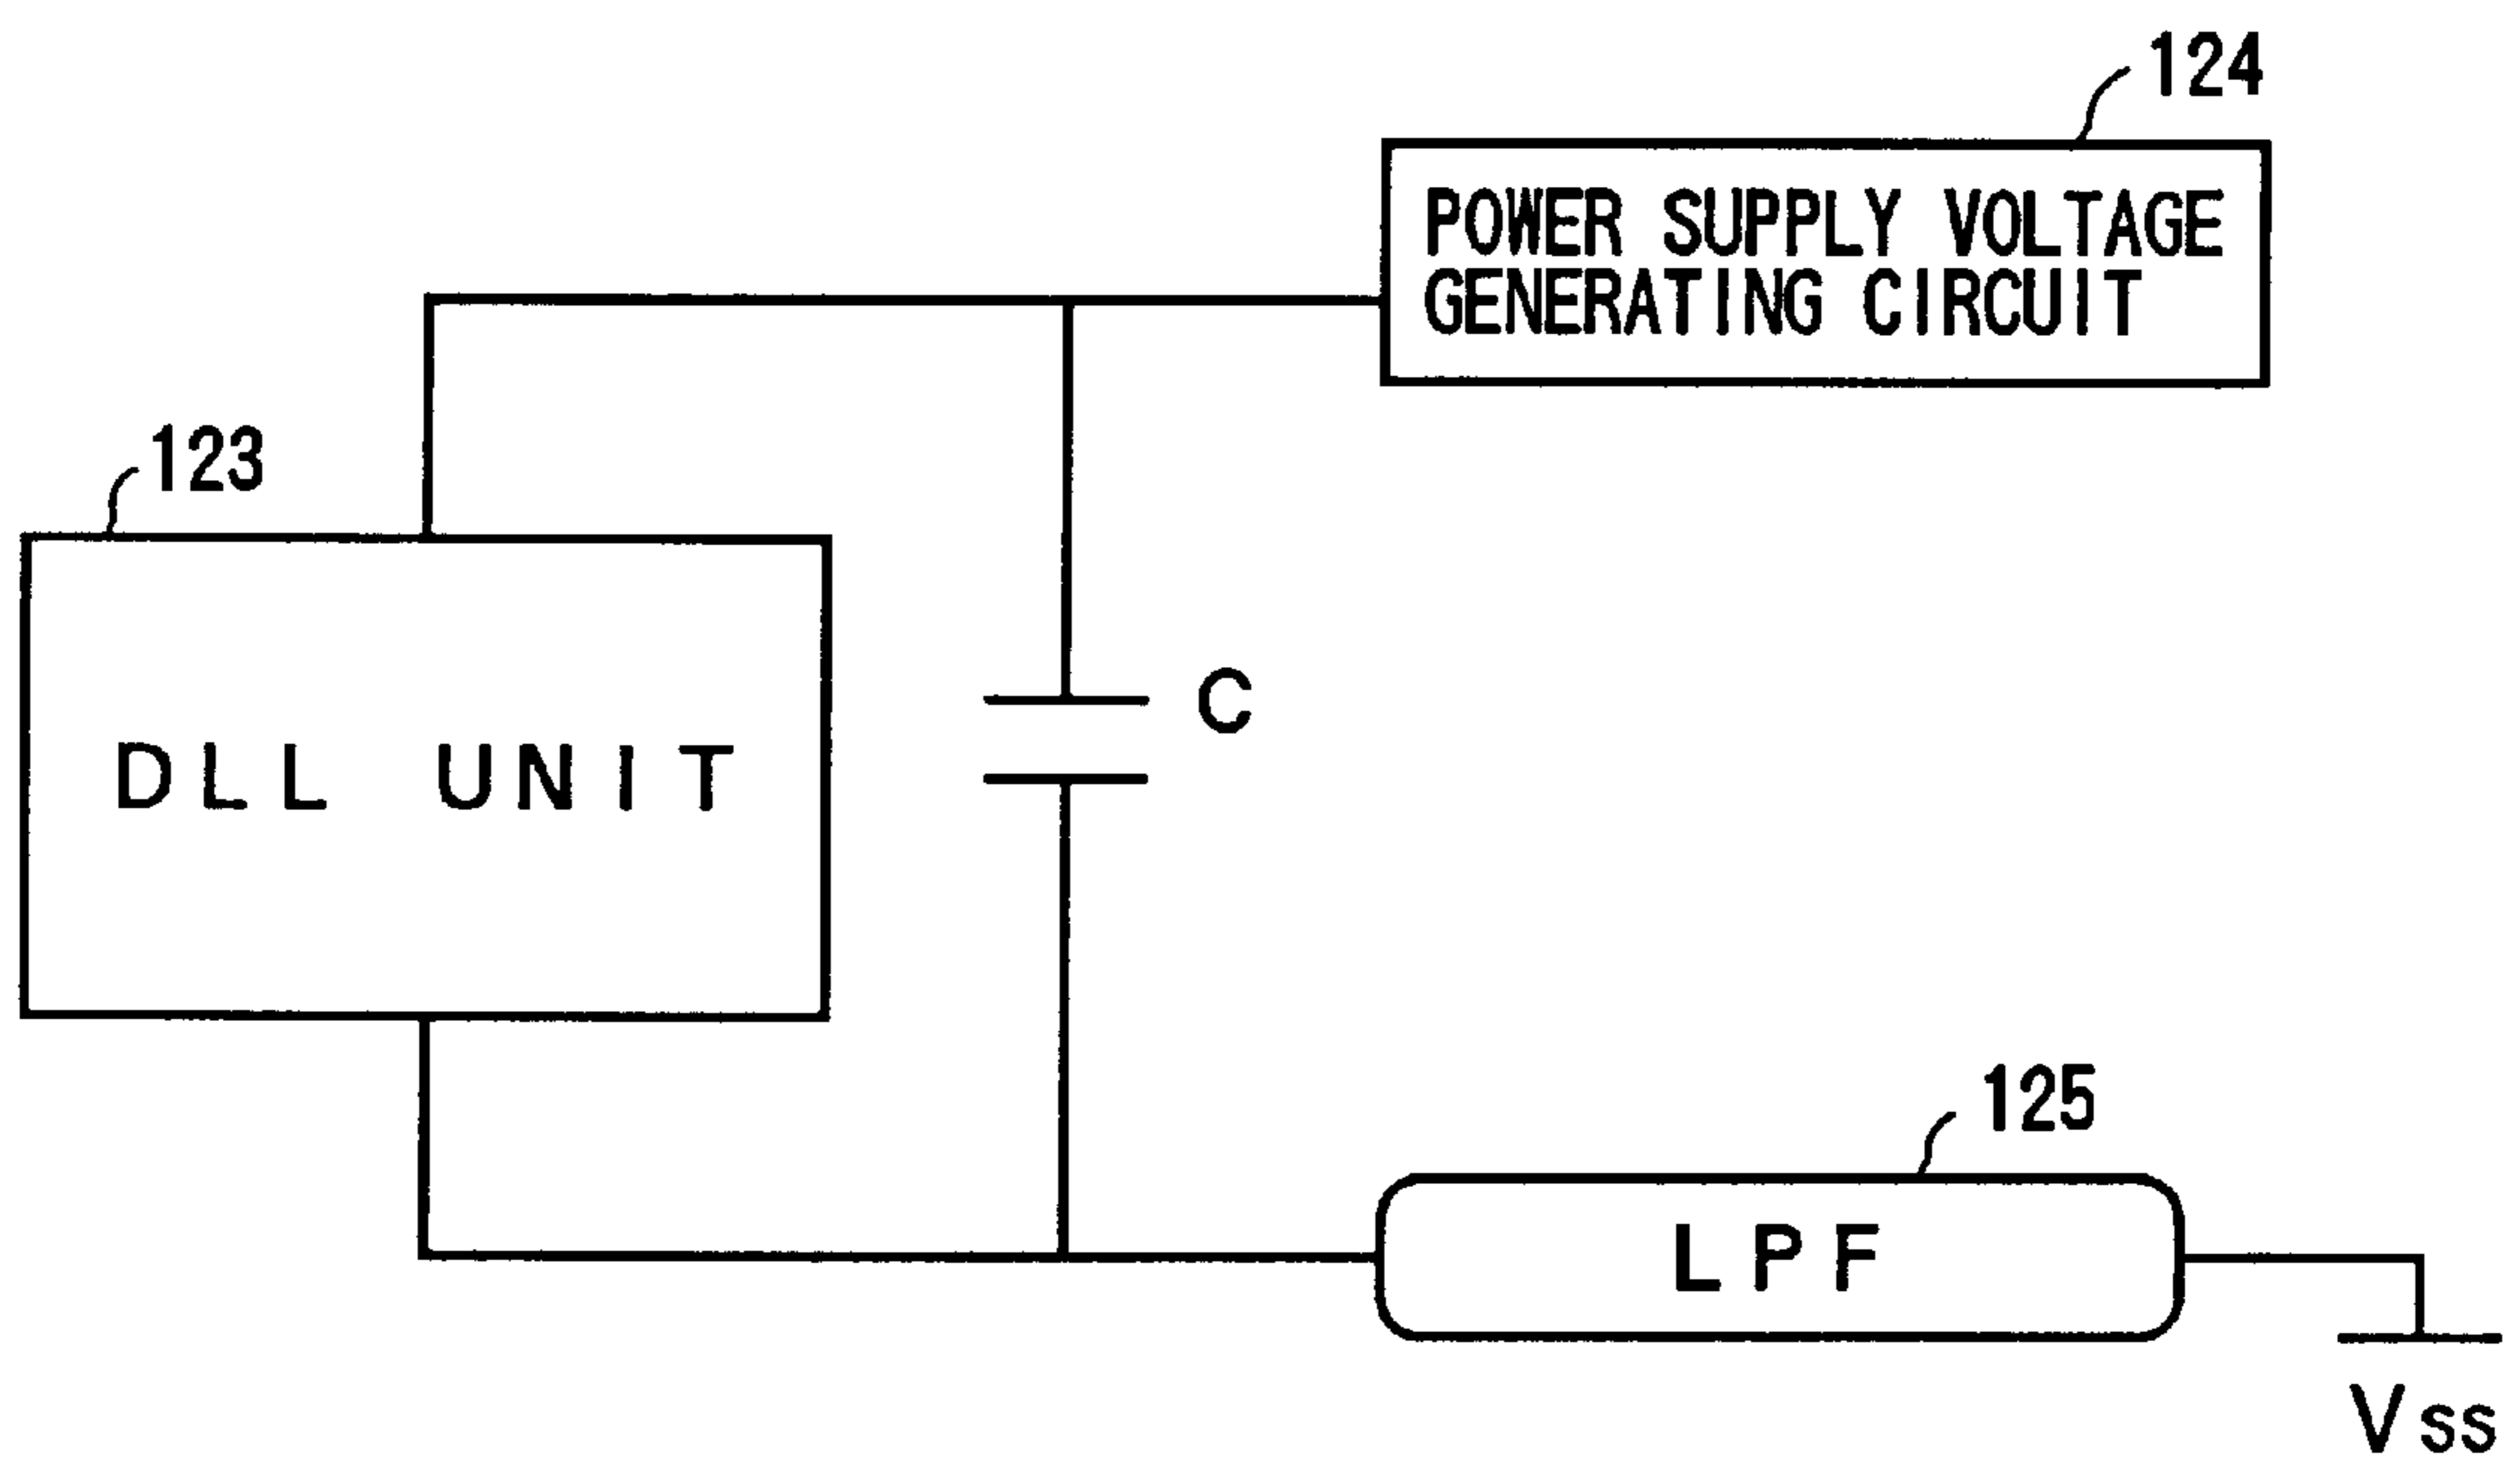 124
POWER SUPPLY VOLTAGE
GENERATING CIRCUIT
123
C
DLL UNIT
125
LPF
Vss